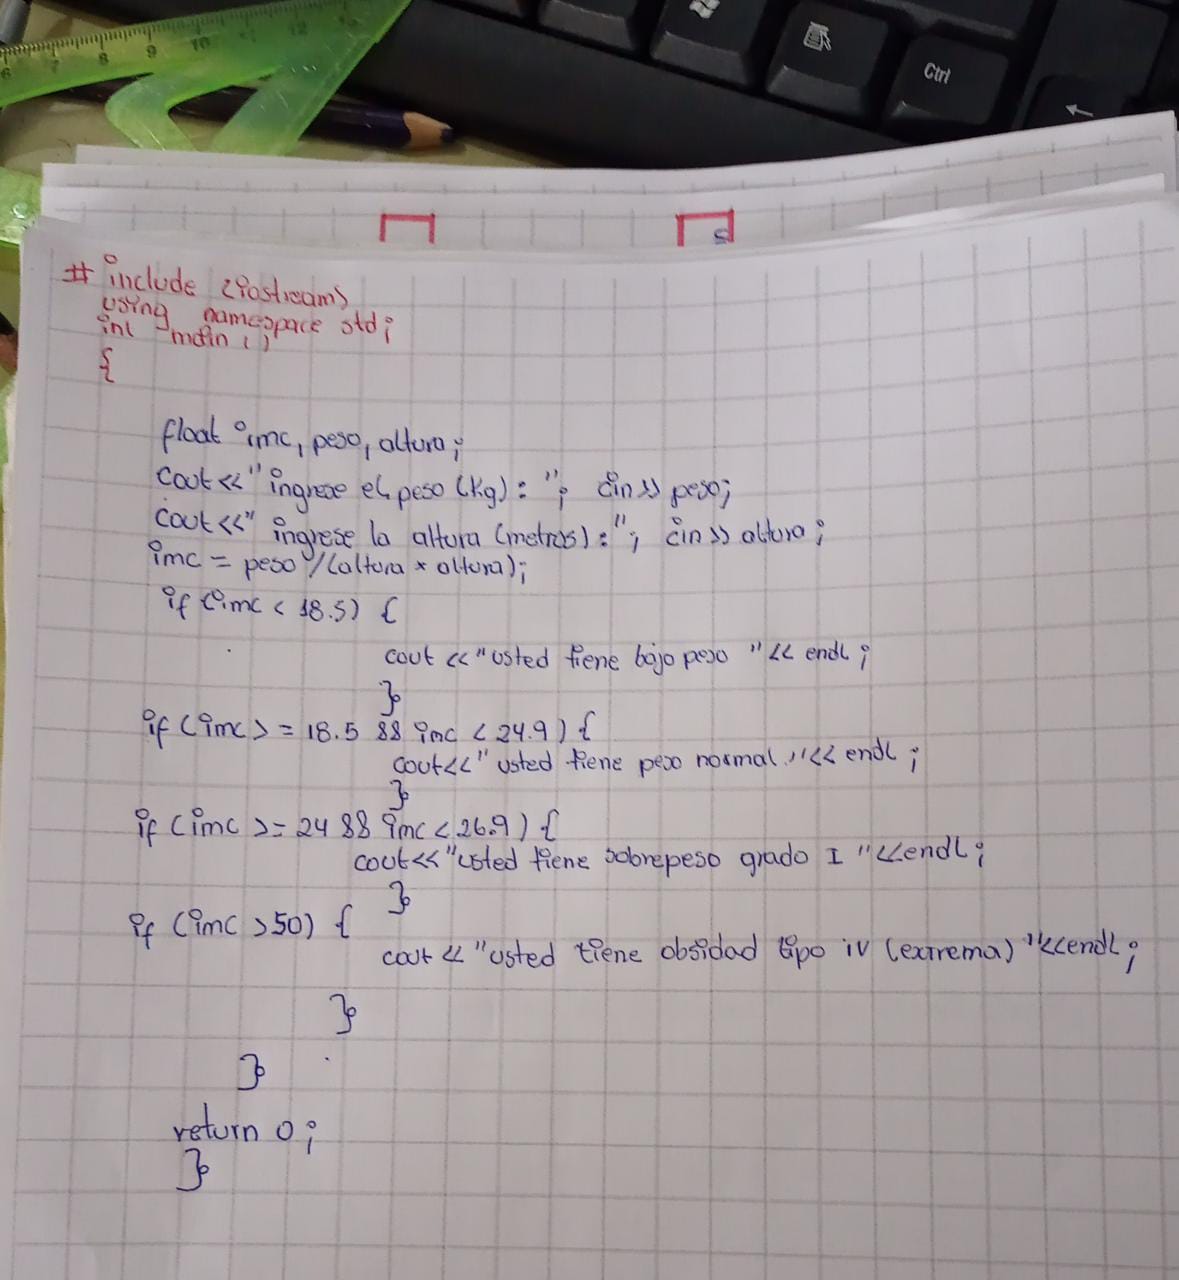 6 7 8 9 10 11 12
Ctrl
# include <iostream>
using namespace std;
int main ()
{
float imc, peso, altura;
cout <<" ingrese el peso (Kg) : "; cin >> peso;
cout <<" ingrese la altura (metros) : "; cin >> altura;
imc = peso /(altura * altura);
if (imc < 18.5) {
cout << "usted tiene bajo peso " << endl ;
}
if (imc >= 18.5 && imc < 24.9) {
cout<<" usted tiene peso normal " << endl ;
}
if (imc >= 24 && imc < 26.9) {
cout<<"usted tiene sobrepeso grado I "<<endl ;
}
if (imc >50) {
cout << "usted tiene obsidad tipo iv (extrema) "<<endl ;
}
}
return 0 ;
}